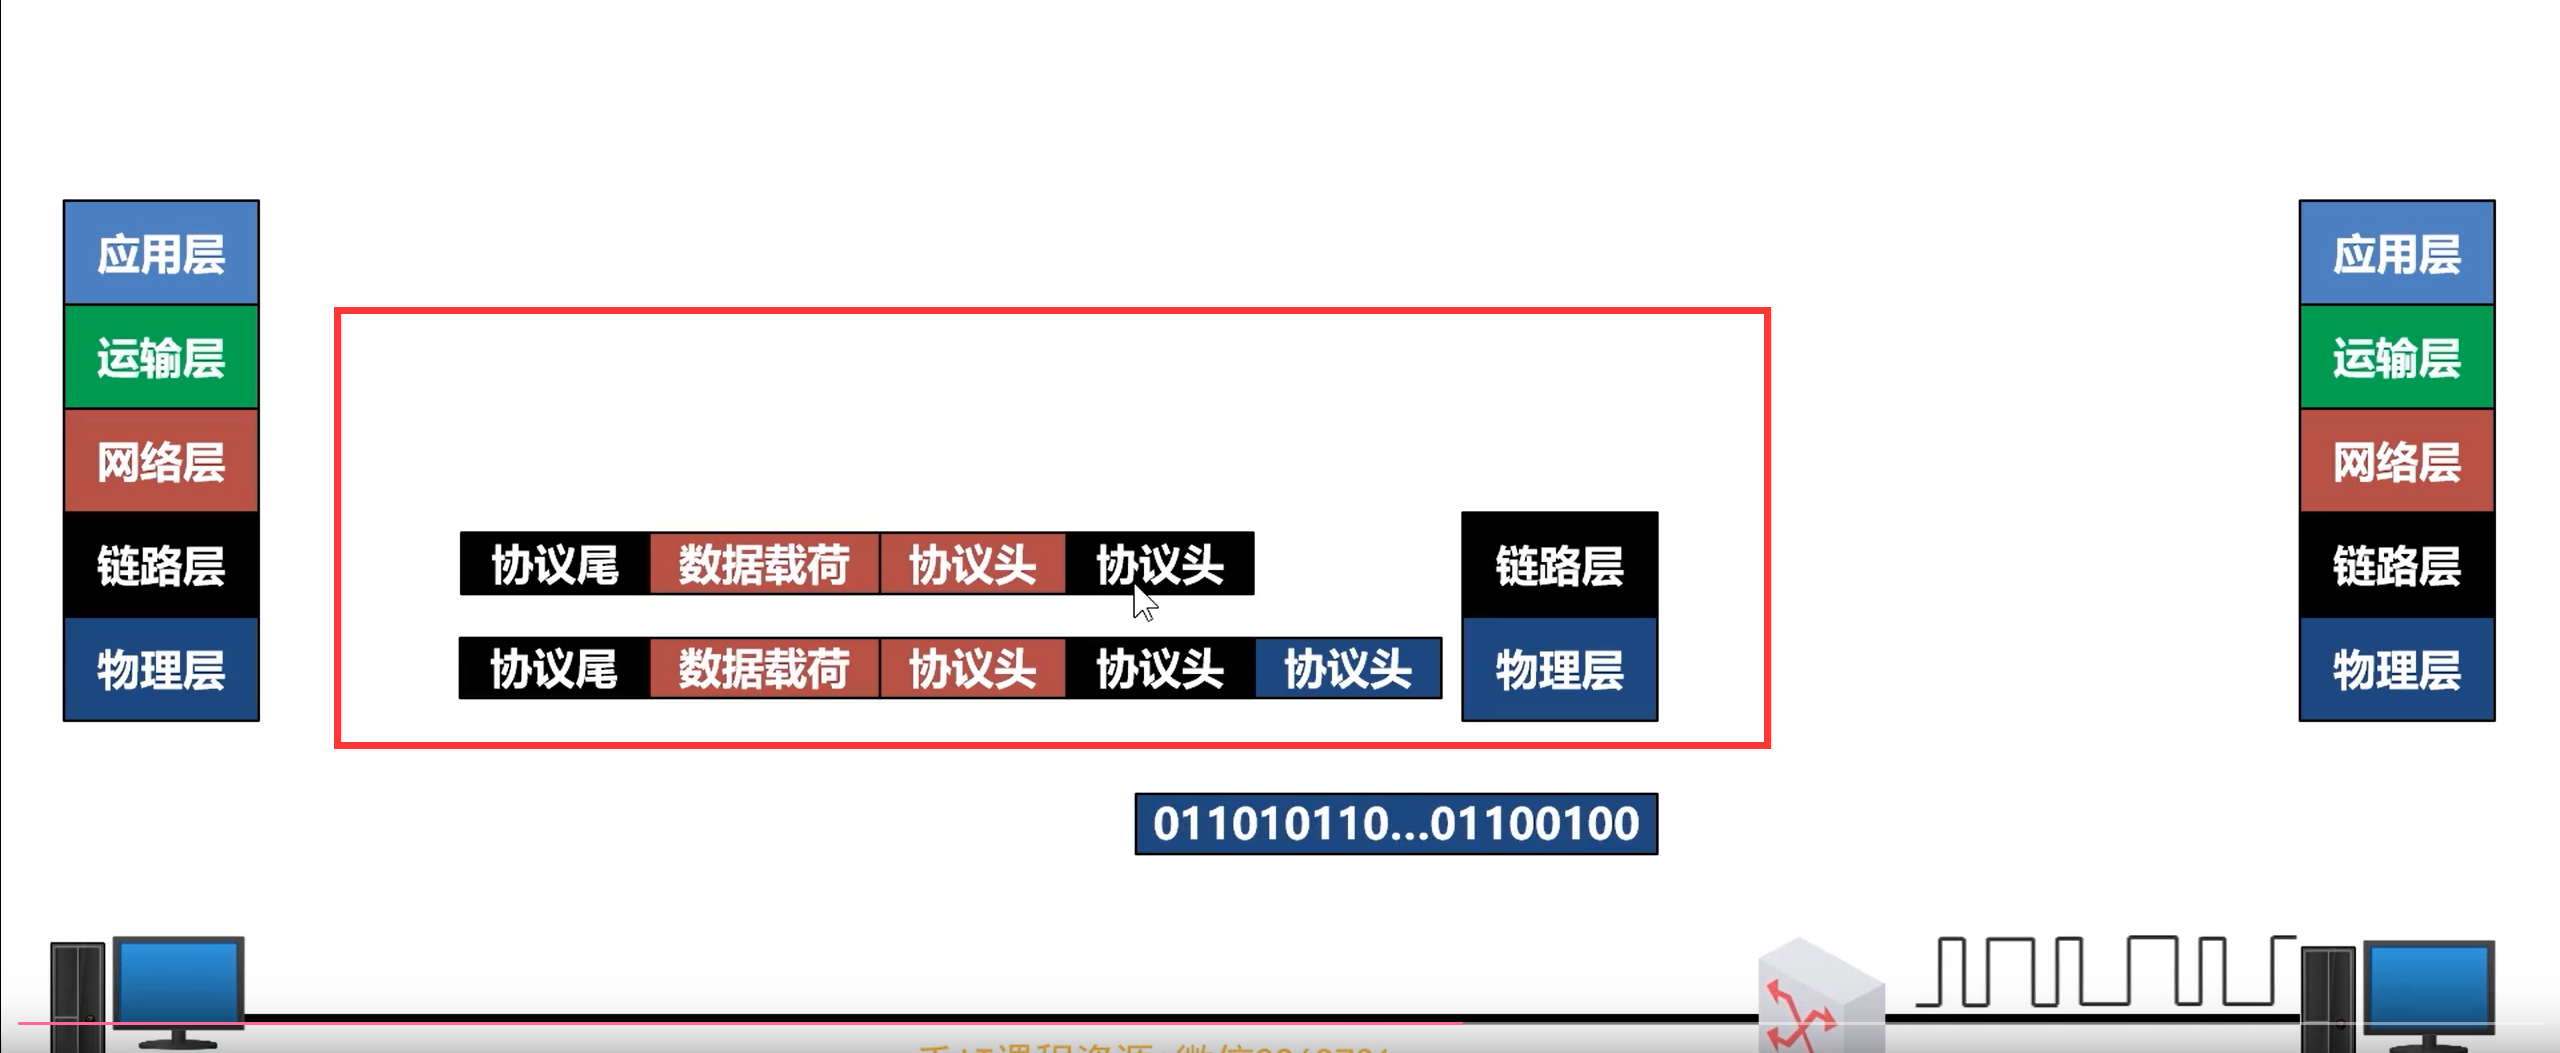 应用层
运输层
网络层
链路层
物理层
协议尾 数据载荷 协议头 协议头
协议尾 数据载荷 协议头 协议头 协议头
链路层
物理层
011010110...01100100
应用层
运输层
网络层
链路层
物理层